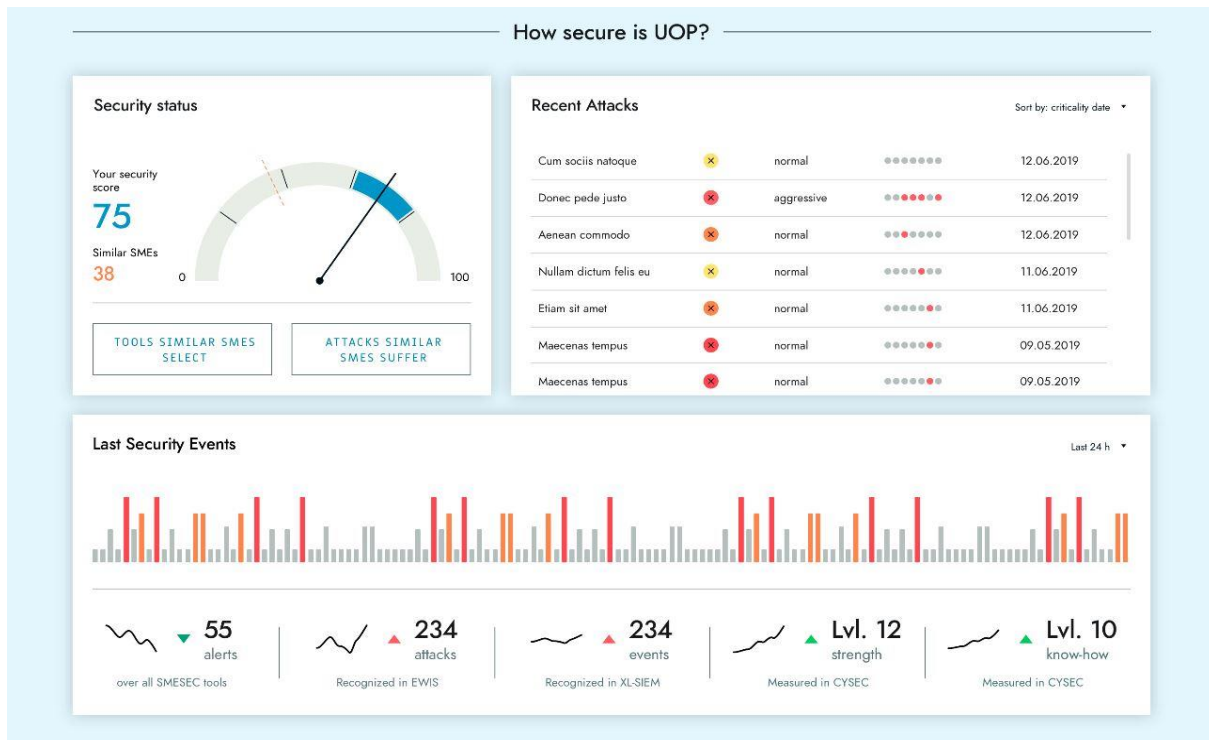 How secure is UOP?
Security status
Your security
score
75
Similar SMEs
38
0
100
TOOLS SIMILAR SMES
SELECT
ATTACKS SIMILAR
SMES SUFFER
Recent Attacks
Sort by: criticality date
Cum sociis natoque normal 12.06.2019
Donec pede justo aggressive 12.06.2019
Aenean commodo normal 12.06.2019
Nullam dictum felis eu normal 11.06.2019
Etiam sit amet normal 11.06.2019
Maecenas tempus normal 09.05.2019
Maecenas tempus normal 09.05.2019
Last Security Events
Last 24 h
55
alerts
over all SMESEC tools
234
attacks
Recognized in EWIS
234
events
Recognized in XL-SIEM
Lvl. 12
strength
Measured in CYSEC
Lvl. 10
know-how
Measured in CYSEC